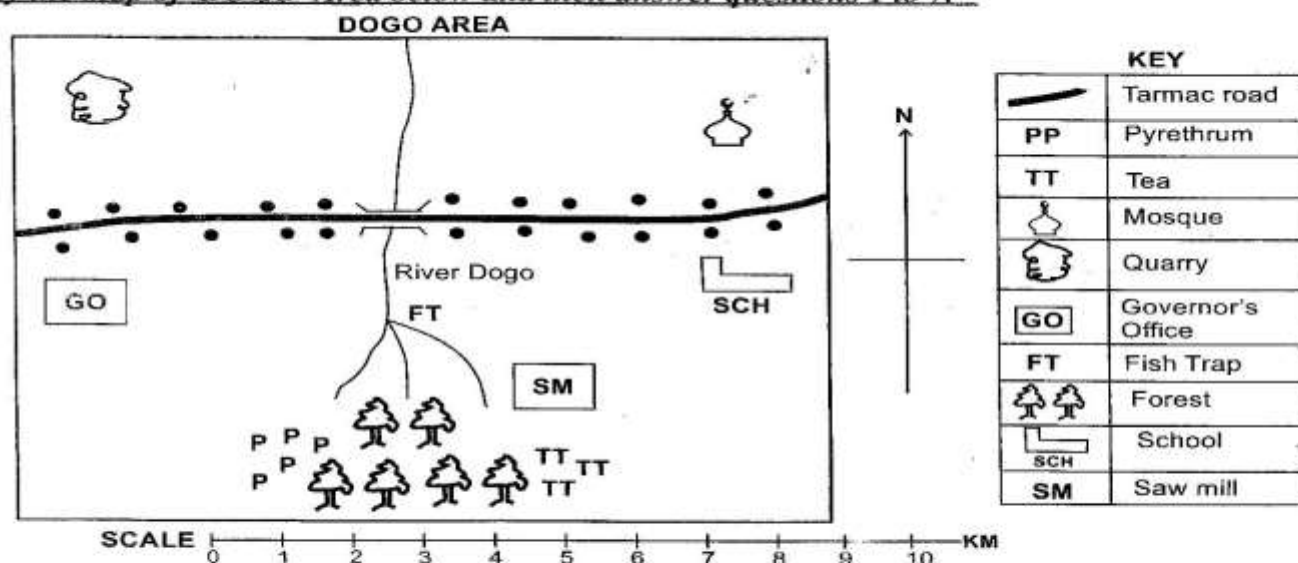 DOGO AREA
GO
River Dogo
FT
SCH
SM
P P P
P P
TT
TT
TT
N
SCALE 0 1 2 3 4 5 6 7 8 9 10 KM
KEY
Tarmac road
PP Pyrethrum
TT Tea
Mosque
Quarry
GO Governor's
Office
FT Fish Trap
Forest
SCH School
SM Saw mill